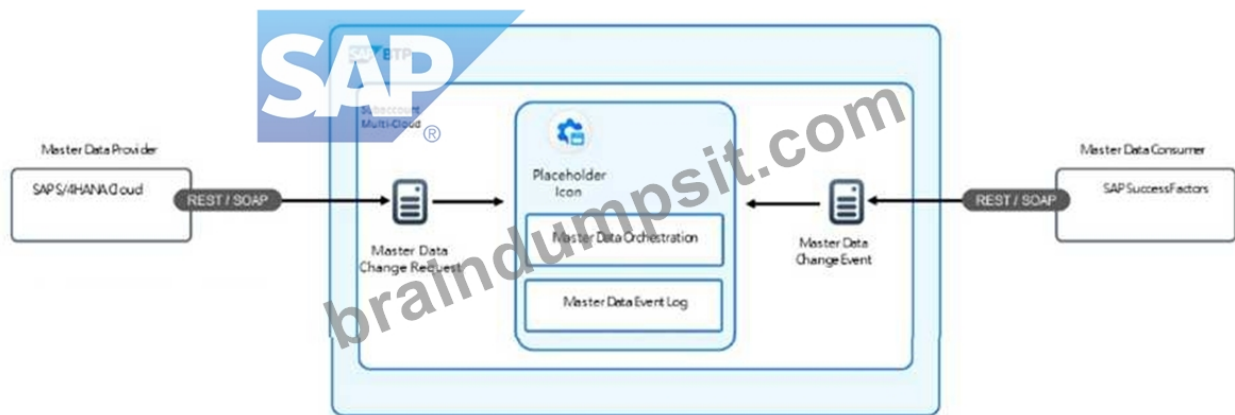 SAP BTP
SAP
®
Subaccount
Multi-Cloud
Master Data Provider
SAP S/4HANA Cloud
REST / SOAP
Master Data
Change Request
Placeholder
Icon
Master Data Orchestration
Master Data Event Log
Master Data
Change Event
Master Data Consumer
SAP SuccessFactors
REST / SOAP
braindumpsit.com